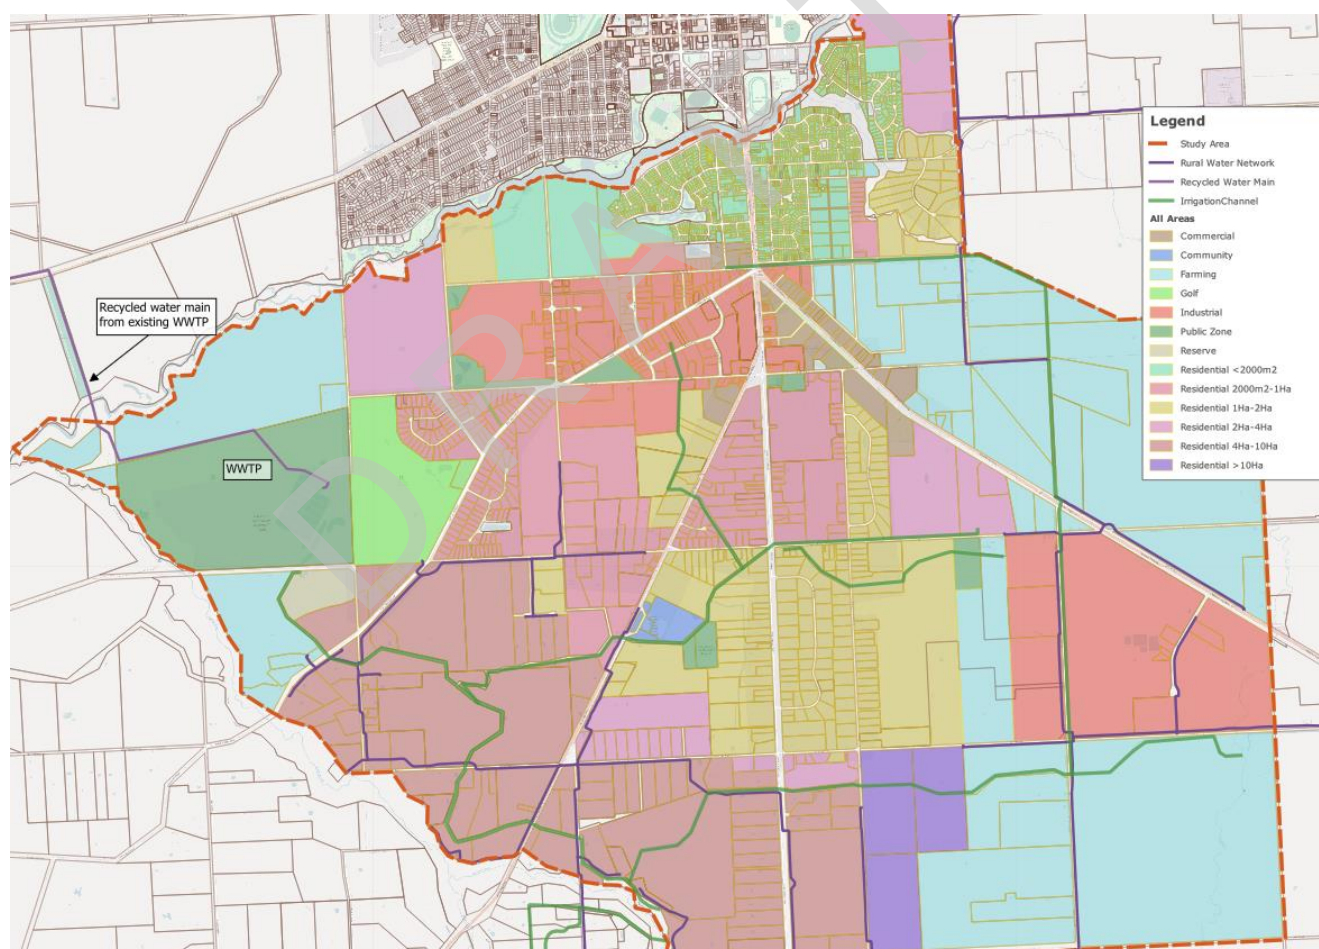 DRAFT
Legend
Study Area
Rural Water Network
Recycled Water Main
IrrigationChannel
All Areas
Commercial
Community
Farming
Golf
Industrial
Public Zone
Reserve
Residential <2000m2
Residential 2000m2-1Ha
Residential 1Ha-2Ha
Residential 2Ha-4Ha
Residential 4Ha-10Ha
Residential >10Ha
Recycled water main
from existing WWTP
WWTP